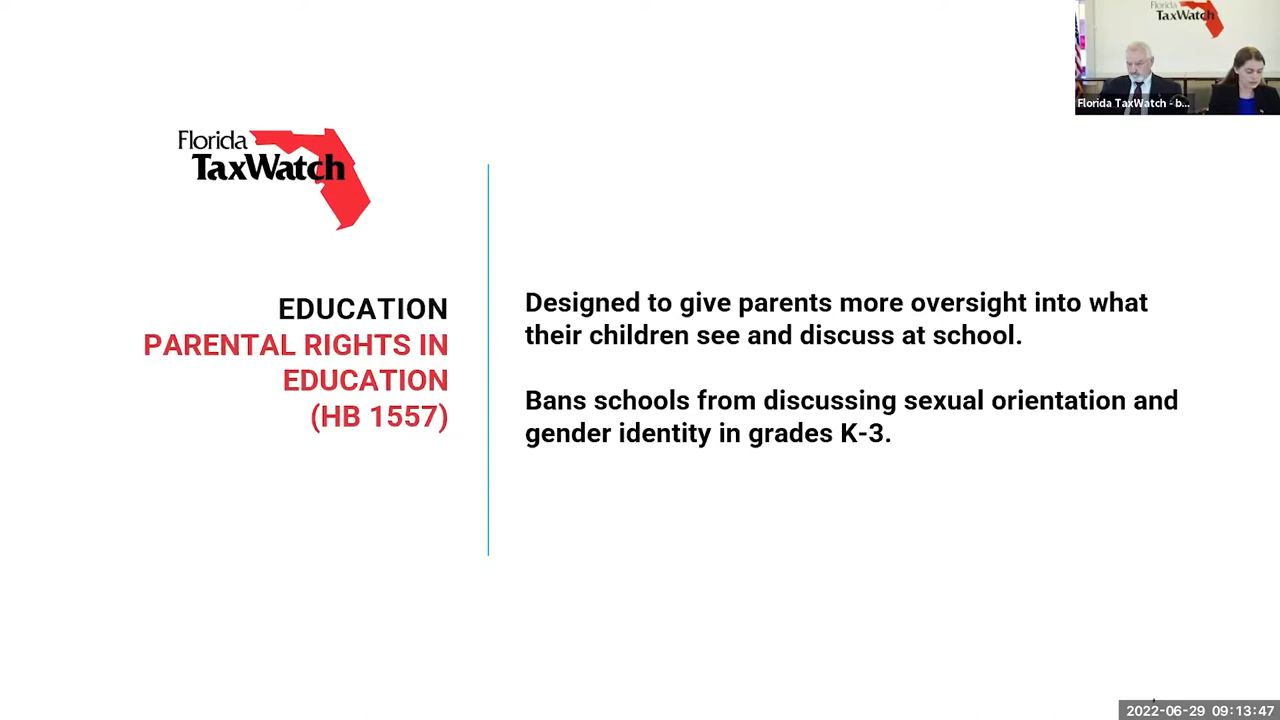 Florida
TaxWatch
EDUCATION
PARENTAL RIGHTS IN
EDUCATION
(HB 1557)
Designed to give parents more oversight into what
their children see and discuss at school.
Bans schools from discussing sexual orientation and
gender identity in grades K-3.
Florida
TaxWatch
Florida TaxWatch - b...
2022-06-29 09:13:47